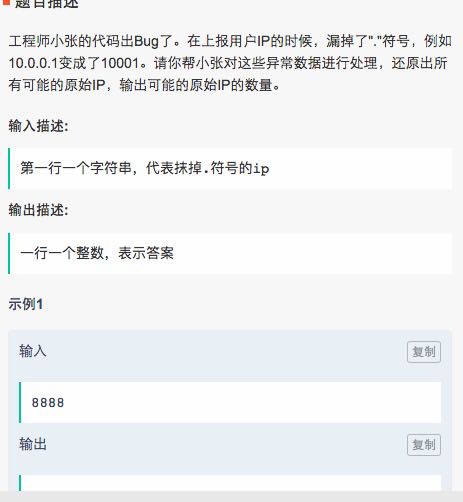 题目描述
工程师小张的代码出Bug了。在上报用户IP的时候，漏掉了"."符号，例如
10.0.0.1变成了10001。请你帮小张对这些异常数据进行处理，还原出所
有可能的原始IP，输出可能的原始IP的数量。
输入描述:
第一行一个字符串，代表抹掉.符号的ip
输出描述:
一行一个整数，表示答案
示例1
输入
复制
8888
输出
复制